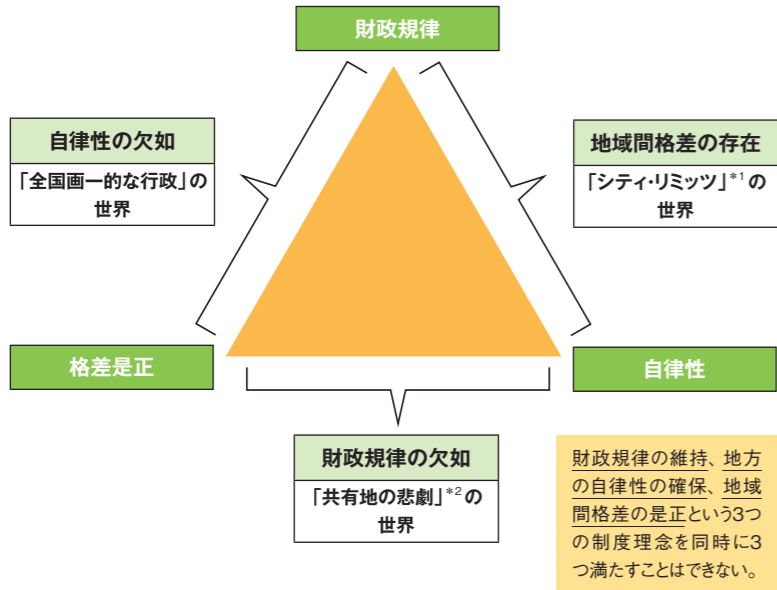 財政規律
自律性の欠如
「全国画一的な行政」の
世界
地域間格差の存在
「シティ・リミッツ」*1の
世界
格差是正
自律性
財政規律の欠如
「共有地の悲劇」*2の
世界
財政規律の維持、地方
の自律性の確保、地域
間格差の是正という3つ
の制度理念を同時に3
つ満たすことはできない。